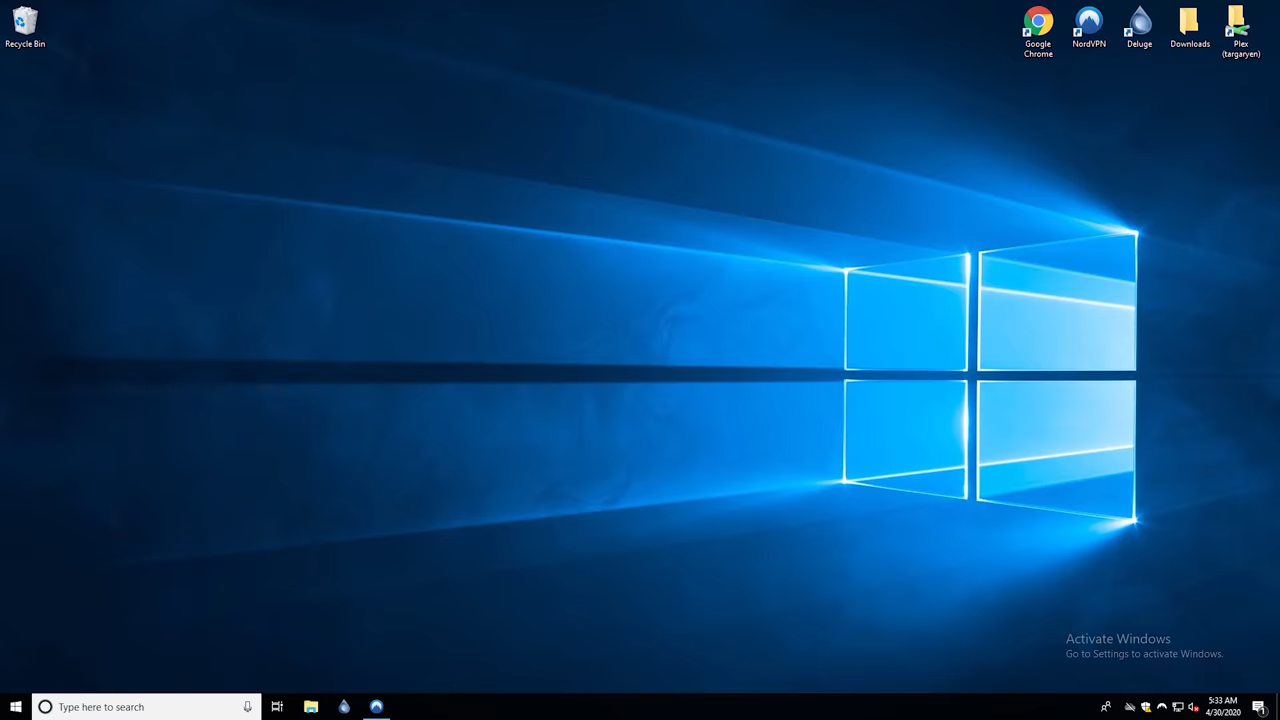 Recycle Bin
Google
Chrome
NordVPN
Deluge
Downloads
Plex
(targaryen)
Activate Windows
Go to Settings to activate Windows.
Type here to search
5:33 AM
4/30/2020
1